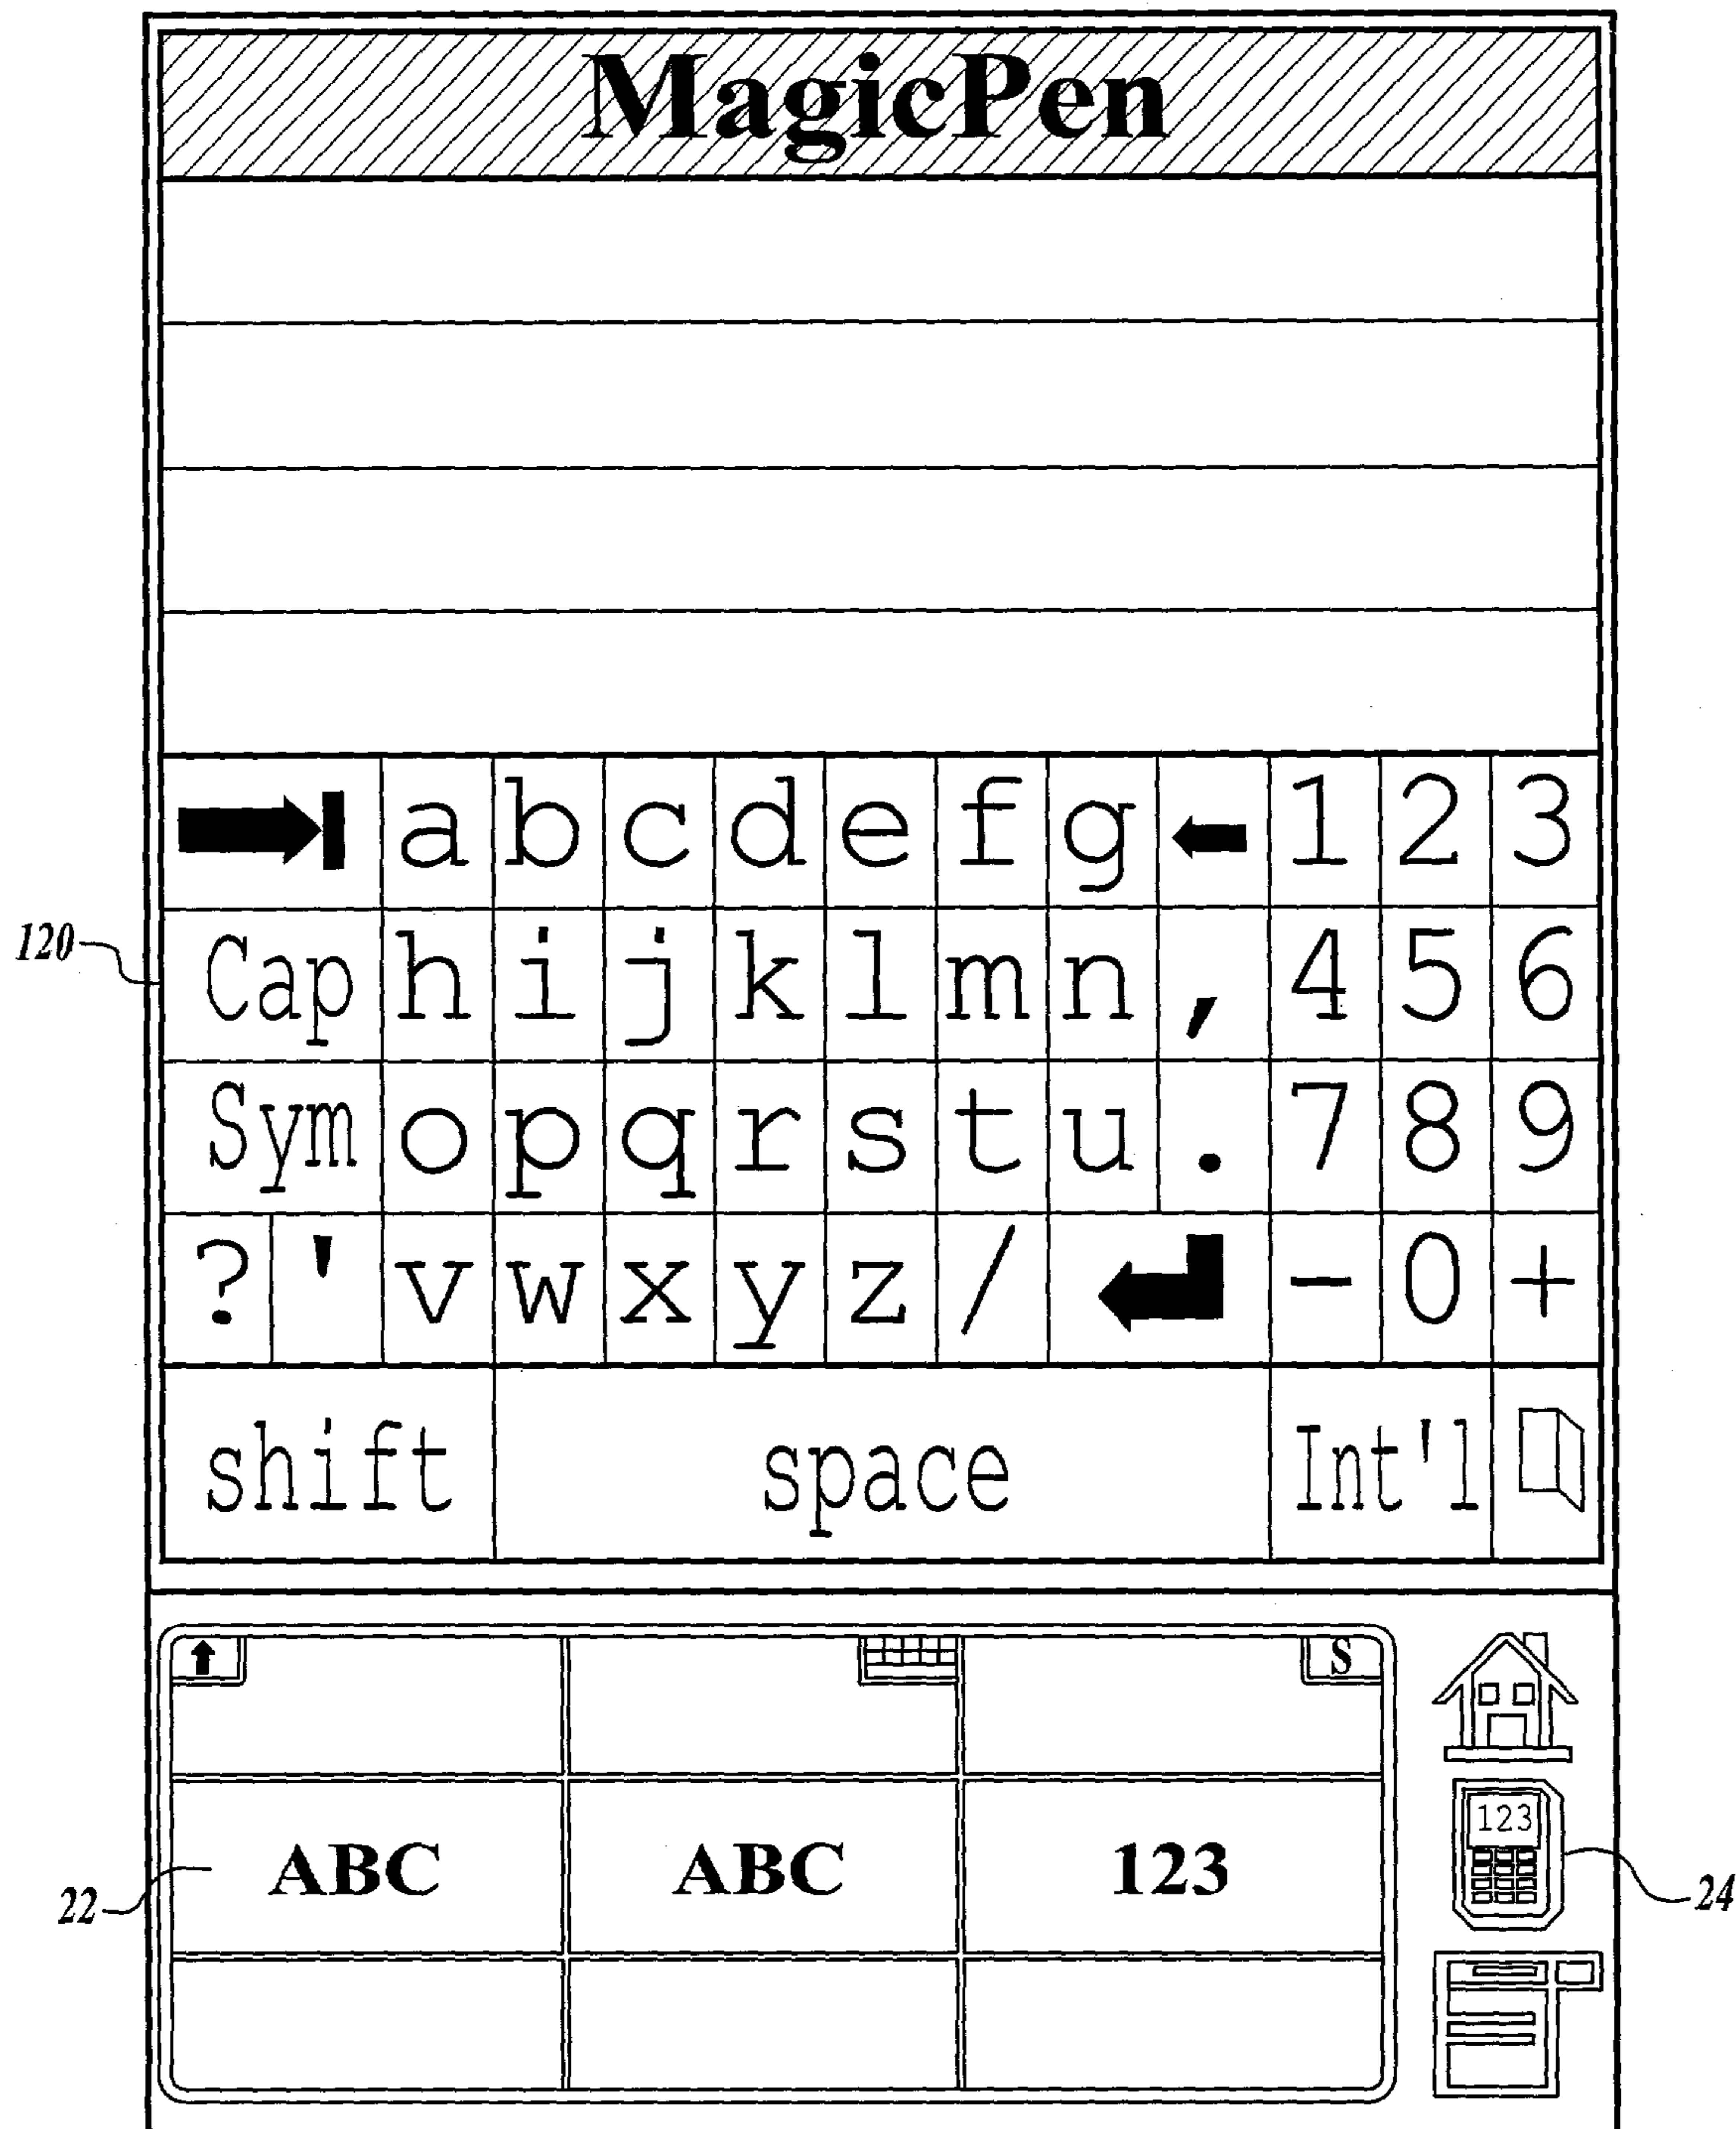 MagicPen
a b c d e f g 1 2 3
120
Cap h i j k l m n , 4 5 6
Sym o p q r s t u . 7 8 9
? ' v w x y z / - 0 +
shift space Int'l
S
123
ABC ABC 123
22
24